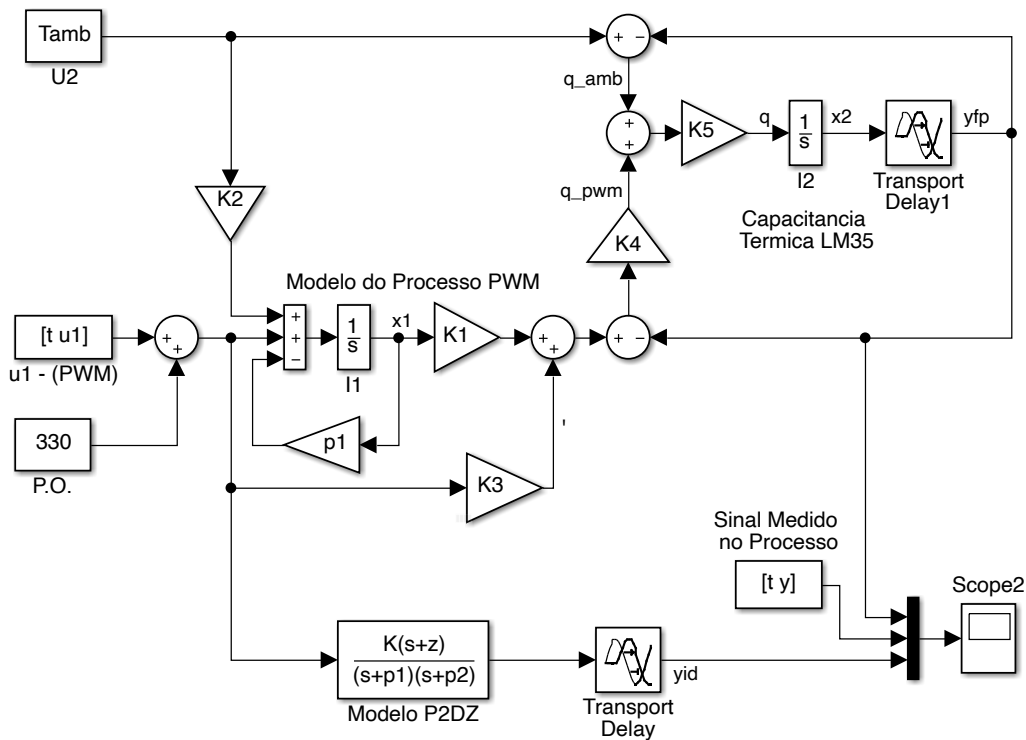 Tamb
U2
+
−
q_amb
+
+
K5
q
1
s
I2
x2
yfp
Transport
Delay1
q_pwm
K4
Capacitancia
Termica LM35
K2
Modelo do Processo PWM
[t u1]
u1 - (PWM)
+
+
+
+
−
1
s
I1
x1
K1
+
+
+
−
330
P.O.
p1
'
K3
Sinal Medido
no Processo
[t y]
Scope2
K(s+z)
(s+p1)(s+p2)
Modelo P2DZ
Transport
Delay
yid